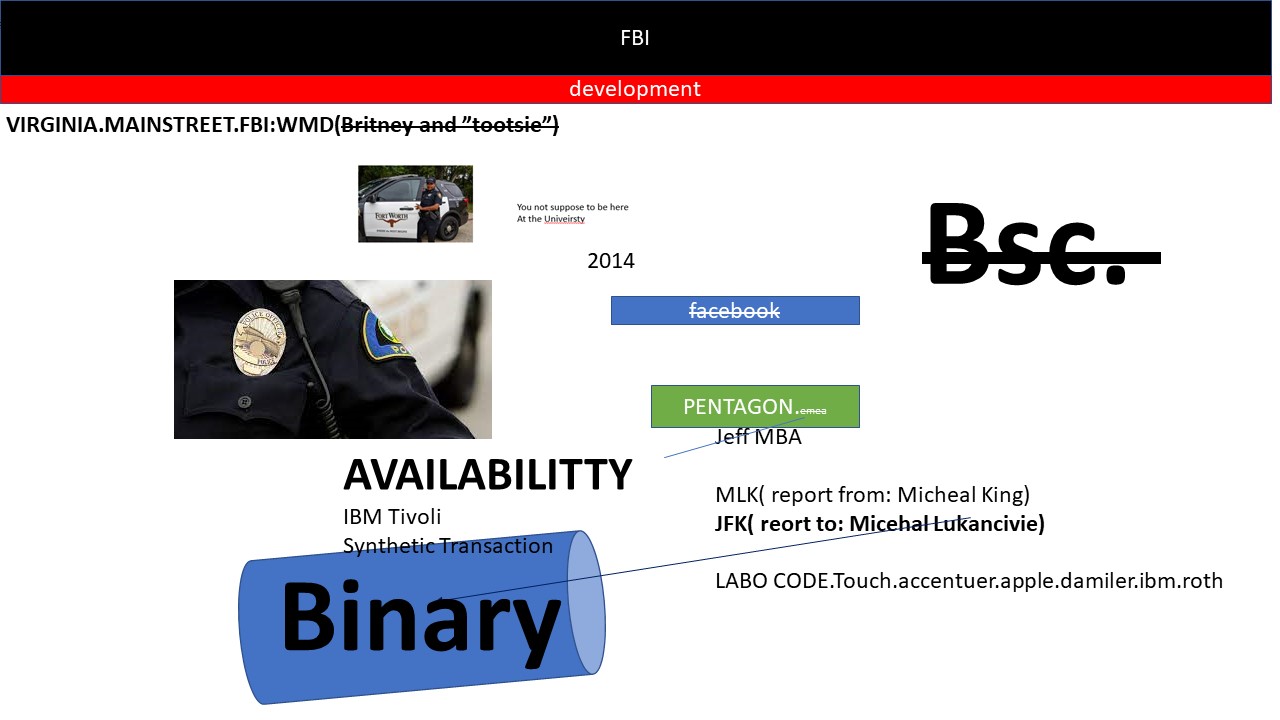 FBI
development
VIRGINIA.MAINSTREET.FBI:WMD(Britney and ”tootsie”)
FORT WORTH
You not suppose to be here
At the Univeirsty
2014
Bsc.
facebook
POLICE OFFICER
PENTAGON.emea
Jeff MBA
AVAILABILITTY
IBM Tivoli
Synthetic Transaction
MLK( report from: Micheal King)
JFK( reort to: Micehal Lukancivie)
LABO CODE.Touch.accentuer.apple.damiler.ibm.roth
Binary